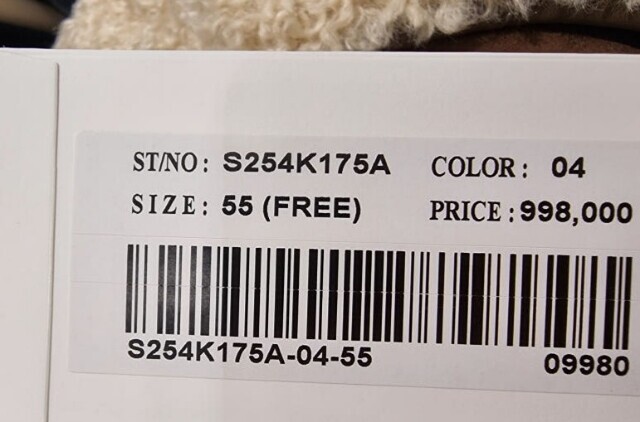 ST/NO: S254K175A COLOR: 04
SIZE: 55 (FREE) PRICE:998,000
S254K175A-04-55 09980